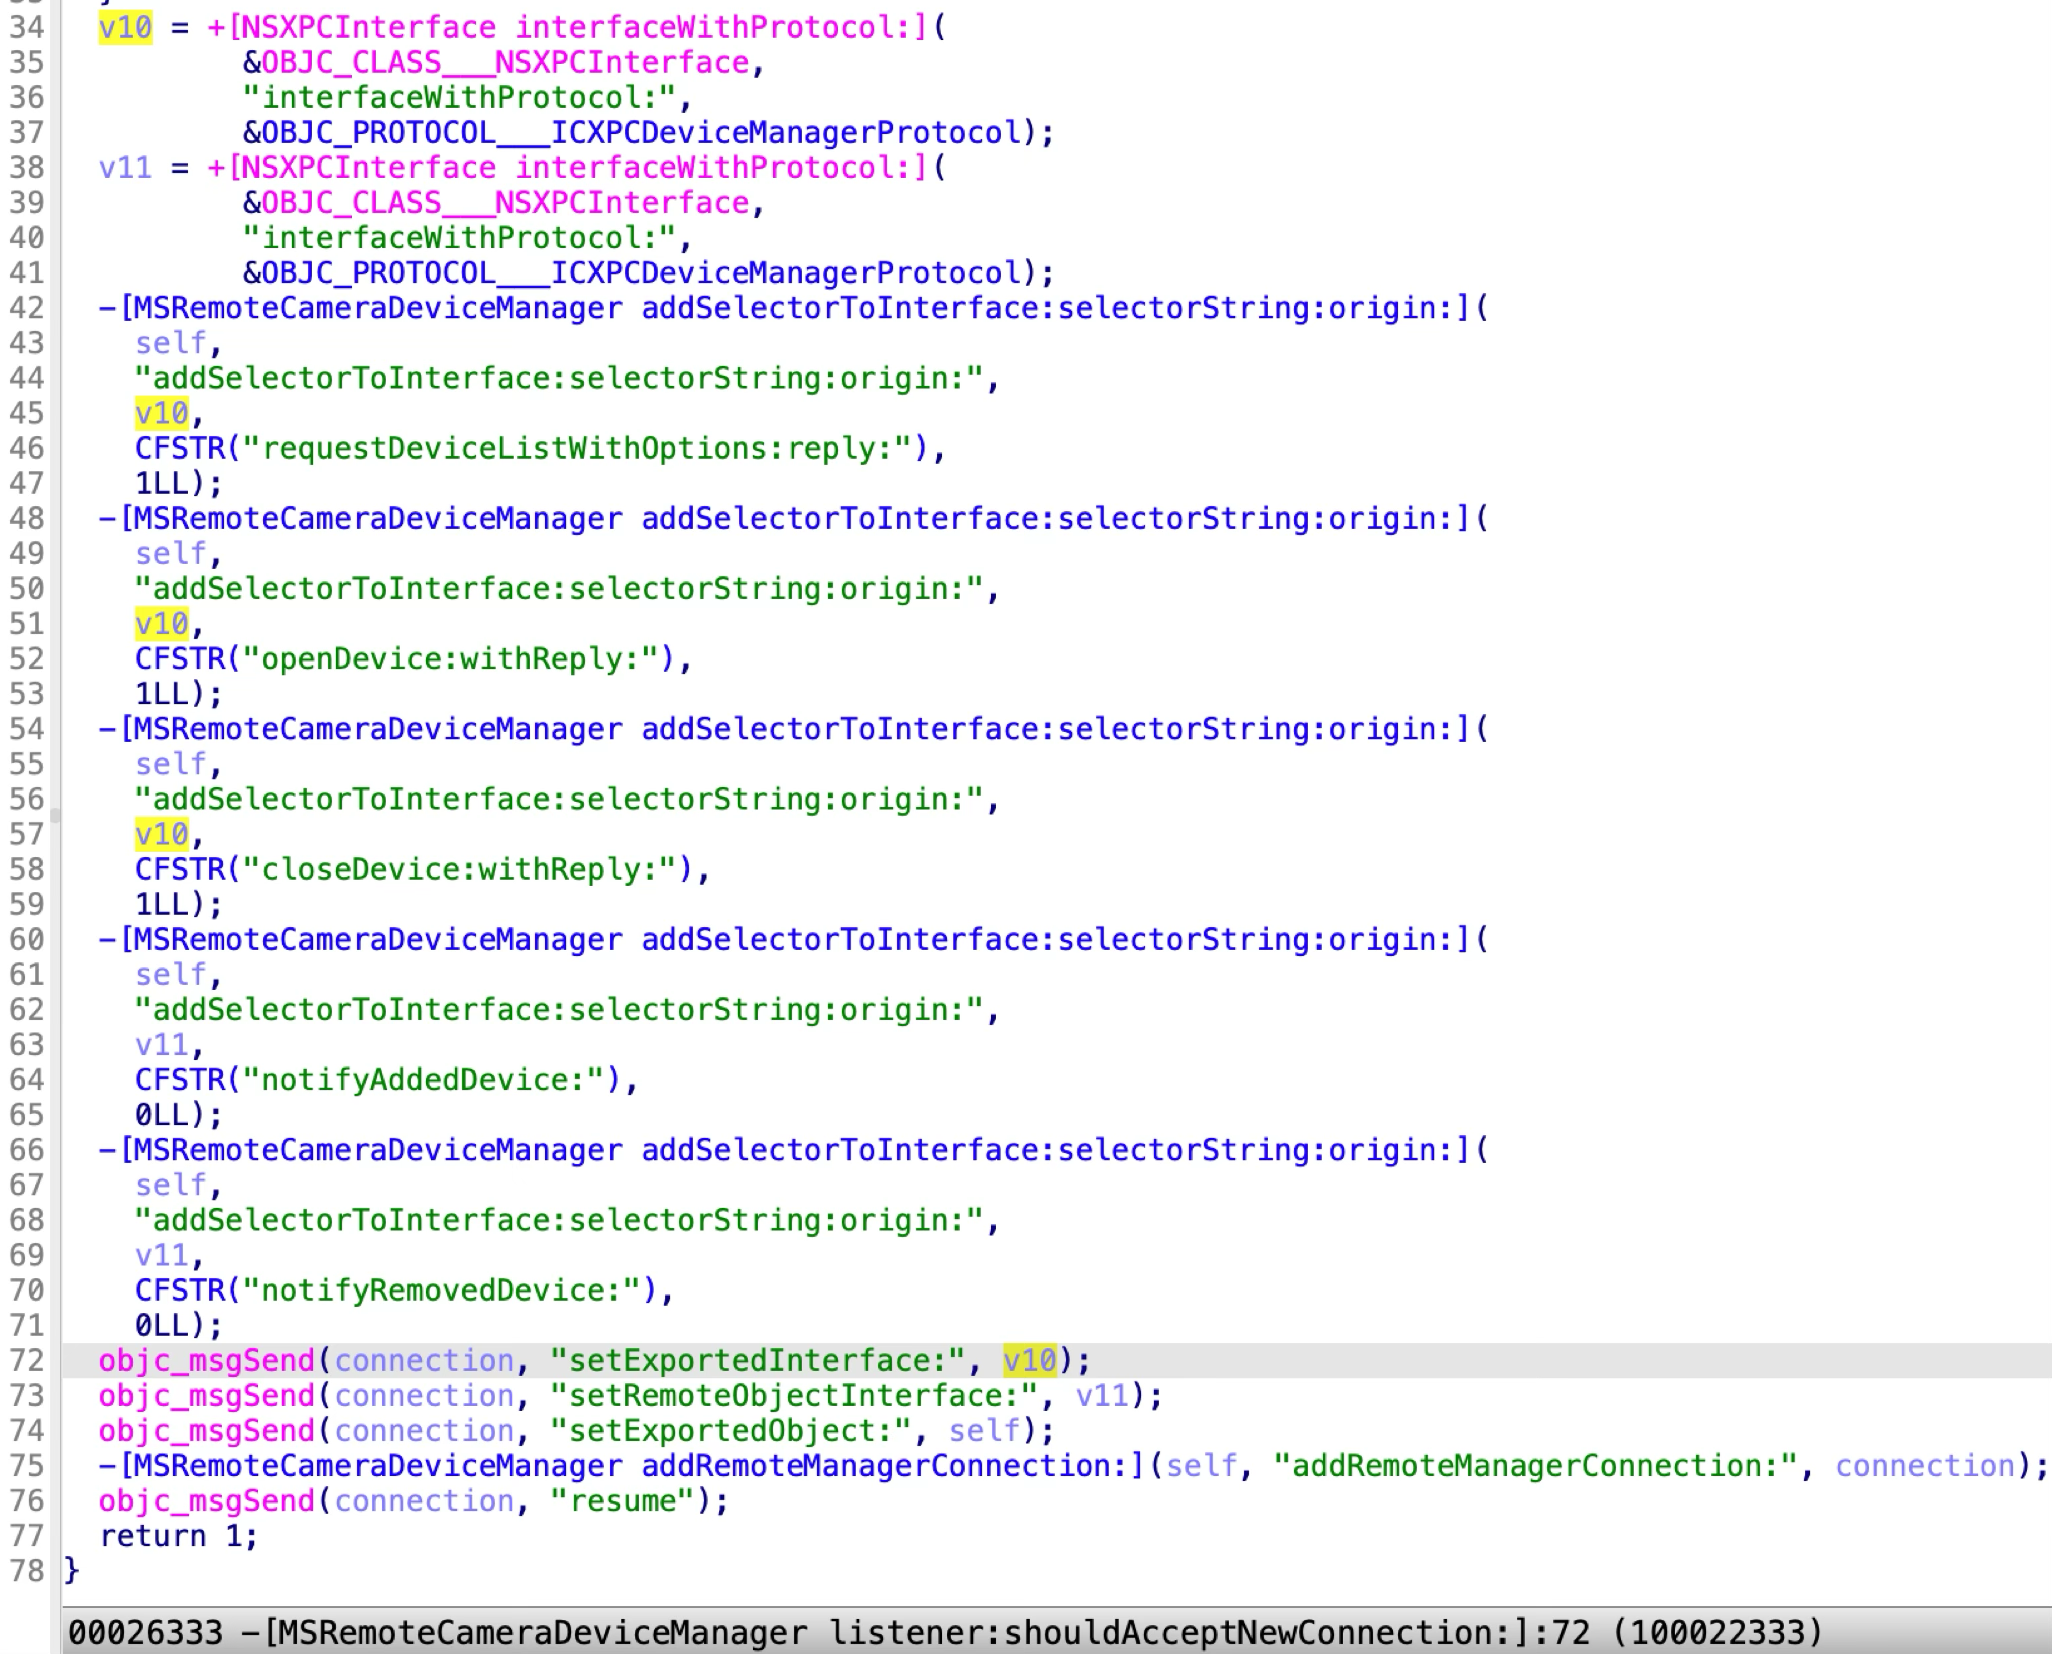 34 v10 = +[NSXPCInterface interfaceWithProtocol:](
35 &OBJC_CLASS___NSXPCInterface,
36 "interfaceWithProtocol:",
37 &OBJC_PROTOCOL___ICXPCDeviceManagerProtocol);
38 v11 = +[NSXPCInterface interfaceWithProtocol:](
39 &OBJC_CLASS___NSXPCInterface,
40 "interfaceWithProtocol:",
41 &OBJC_PROTOCOL___ICXPCDeviceManagerProtocol);
42 -[MSRemoteCameraDeviceManager addSelectorToInterface:selectorString:origin:](
43 self,
44 "addSelectorToInterface:selectorString:origin:",
45 v10,
46 CFSTR("requestDeviceListWithOptions:reply:"),
47 1LL);
48 -[MSRemoteCameraDeviceManager addSelectorToInterface:selectorString:origin:](
49 self,
50 "addSelectorToInterface:selectorString:origin:",
51 v10,
52 CFSTR("openDevice:withReply:"),
53 1LL);
54 -[MSRemoteCameraDeviceManager addSelectorToInterface:selectorString:origin:](
55 self,
56 "addSelectorToInterface:selectorString:origin:",
57 v10,
58 CFSTR("closeDevice:withReply:"),
59 1LL);
60 -[MSRemoteCameraDeviceManager addSelectorToInterface:selectorString:origin:](
61 self,
62 "addSelectorToInterface:selectorString:origin:",
63 v11,
64 CFSTR("notifyAddedDevice:"),
65 0LL);
66 -[MSRemoteCameraDeviceManager addSelectorToInterface:selectorString:origin:](
67 self,
68 "addSelectorToInterface:selectorString:origin:",
69 v11,
70 CFSTR("notifyRemovedDevice:"),
71 0LL);
72 objc_msgSend(connection, "setExportedInterface:", v10);
73 objc_msgSend(connection, "setRemoteObjectInterface:", v11);
74 objc_msgSend(connection, "setExportedObject:", self);
75 -[MSRemoteCameraDeviceManager addRemoteManagerConnection:](self, "addRemoteManagerConnection:", connection);
76 objc_msgSend(connection, "resume");
77 return 1;
78 }
00026333 -[MSRemoteCameraDeviceManager listener:shouldAcceptNewConnection:]:72 (100022333)